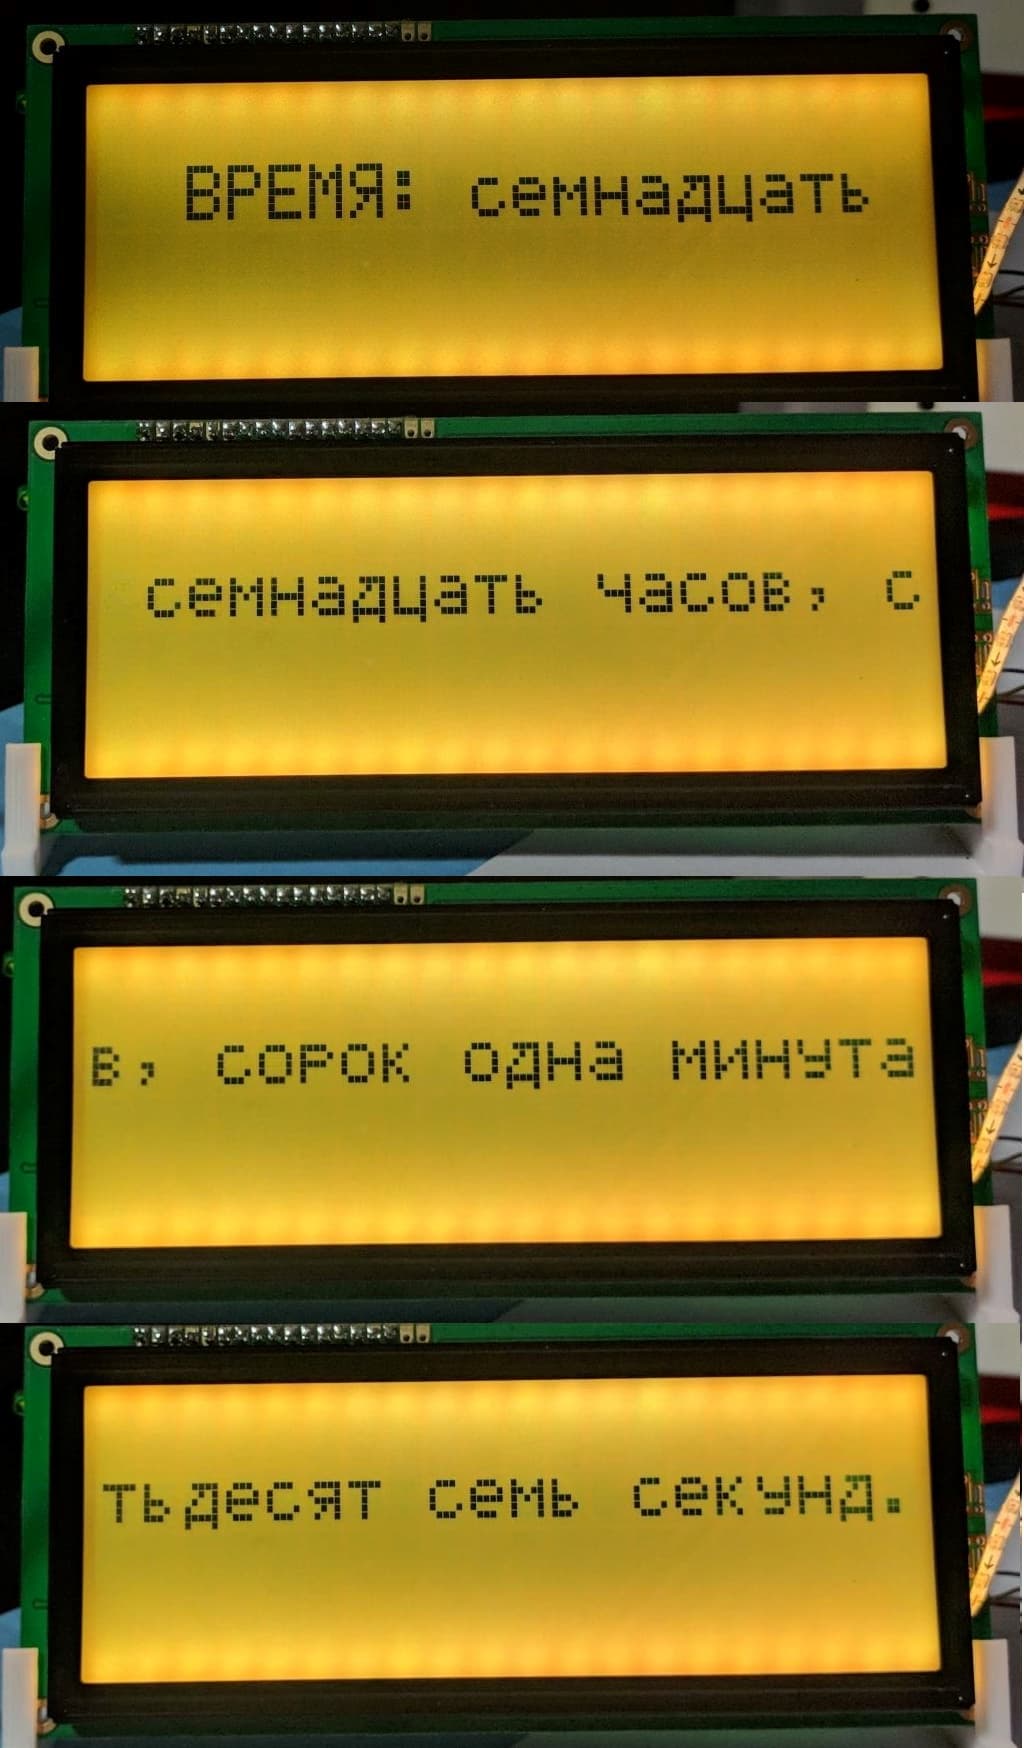 ВРЕМЯ: семнадцать
семнадцать часов, с
в, сорок одна минута
тьдесят семь секунд.